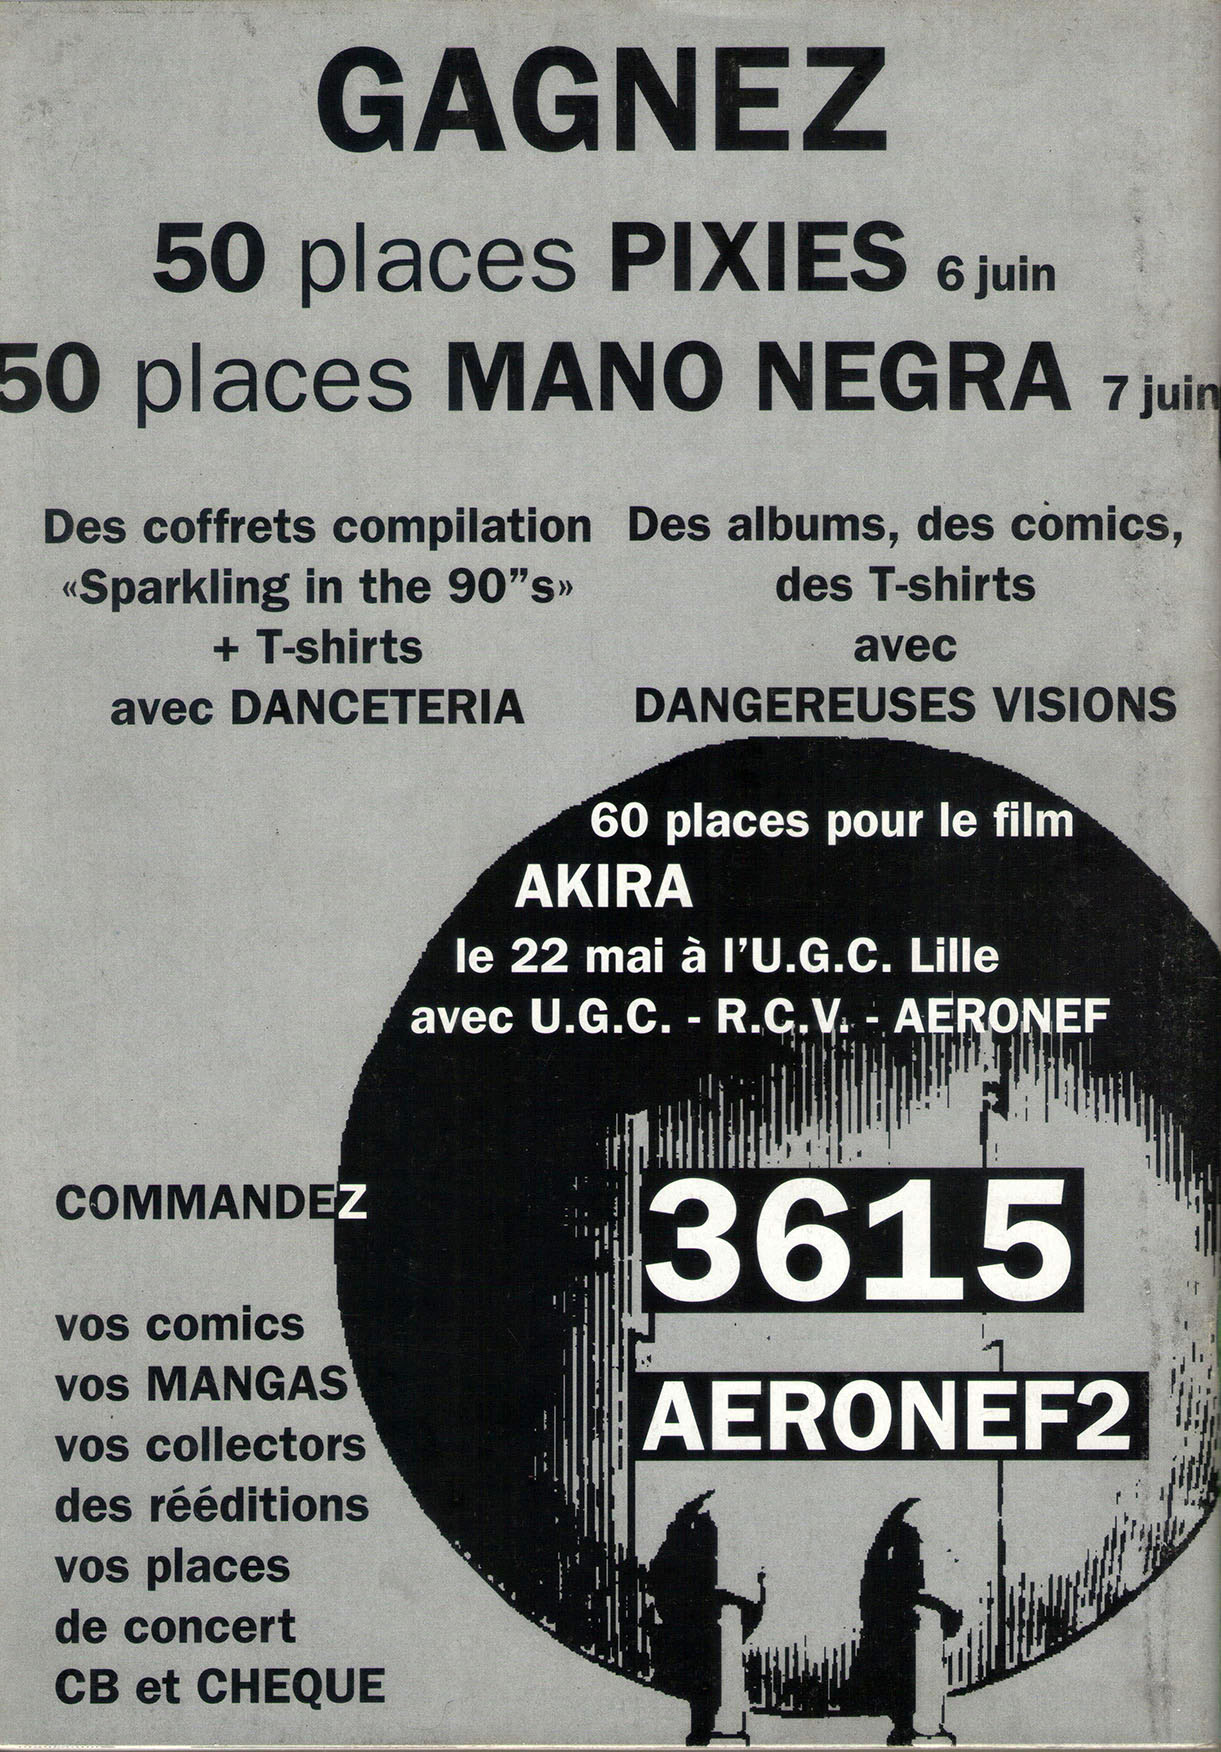 GAGNEZ
50 places PIXIES 6 juin
50 places MANO NEGRA 7 juin
Des coffrets compilation
«Sparkling in the 90"s»
+ T-shirts
avec DANCETERIA
Des albums, des comics,
des T-shirts
avec
DANGEREUSES VISIONS
60 places pour le film
AKIRA
le 22 mai à l'U.G.C. Lille
avec U.G.C. - R.C.V. - AERONEF
COMMANDEZ
vos comics
vos MANGAS
vos collectors
des rééditions
vos places
de concert
CB et CHEQUE
3615
AERONEF2